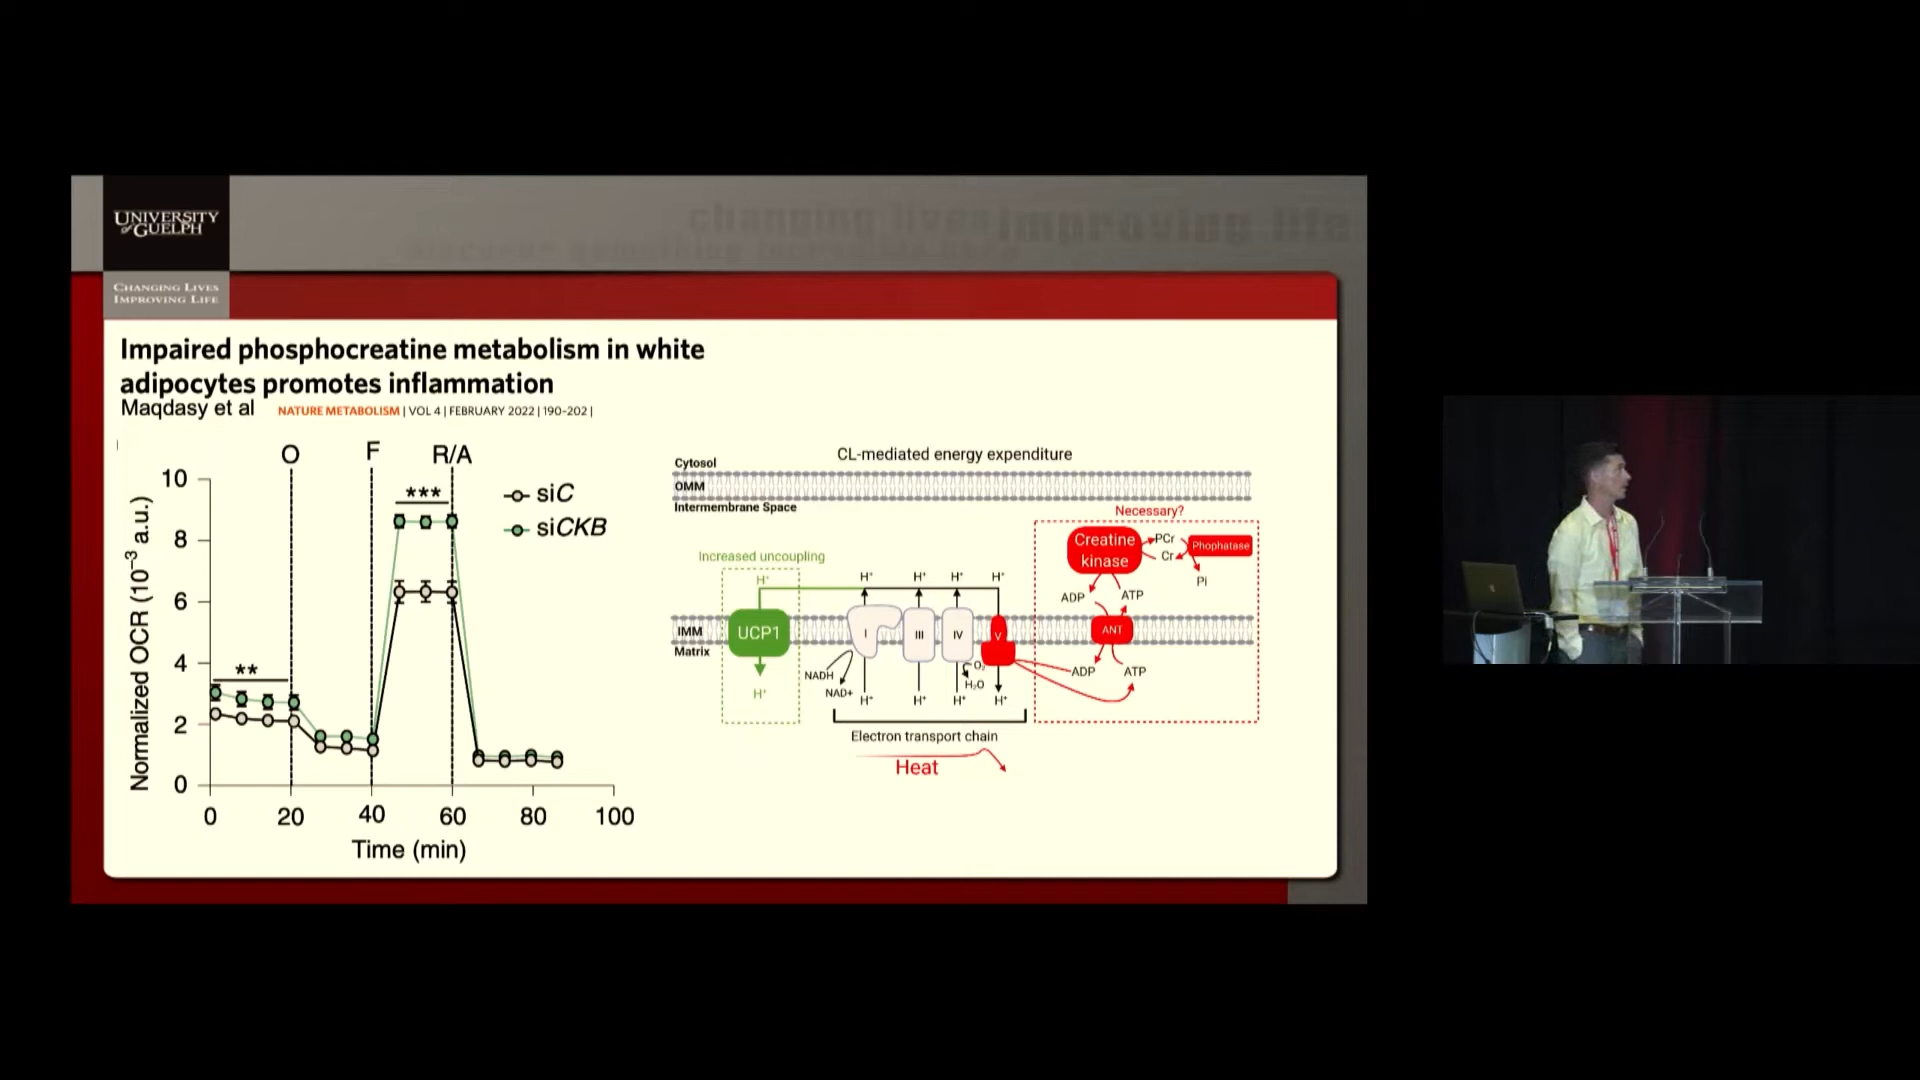 UNIVERSITY
of GUELPH
changing lives improving life
CHANGING LIVES
IMPROVING LIFE
Impaired phosphocreatine metabolism in white
adipocytes promotes inflammation
Maqdasy et al NATURE METABOLISM | VOL 4 | FEBRUARY 2022 | 190–202 |
O F R/A
10
8
6
4
2
0
Normalized OCR (10⁻³ a.u.)
***
**
siC
siCKB
0 20 40 60 80 100
Time (min)
CL-mediated energy expenditure
Cytosol
OMM
Intermembrane Space
Necessary?
Creatine
kinase
PCr
Cr
Phophatase
Pi
Increased uncoupling
H⁺ H⁺ H⁺ H⁺ H⁺
ADP ATP
IMM
Matrix
UCP1
I III IV V
ANT
NADH
NAD+
O₂
H₂O
ADP ATP
H⁺ H⁺ H⁺ H⁺ H⁺
Electron transport chain
Heat